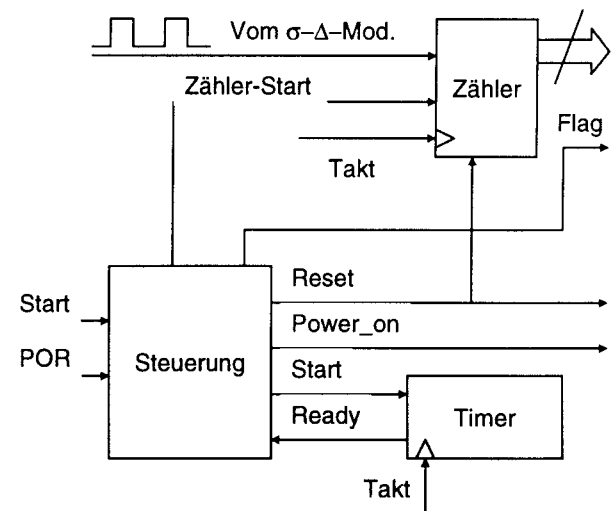 Vom σ–Δ–Mod.
Zähler-Start
Zähler
Flag
Takt
Reset
Start
Power_on
POR
Steuerung
Start
Ready
Timer
Takt